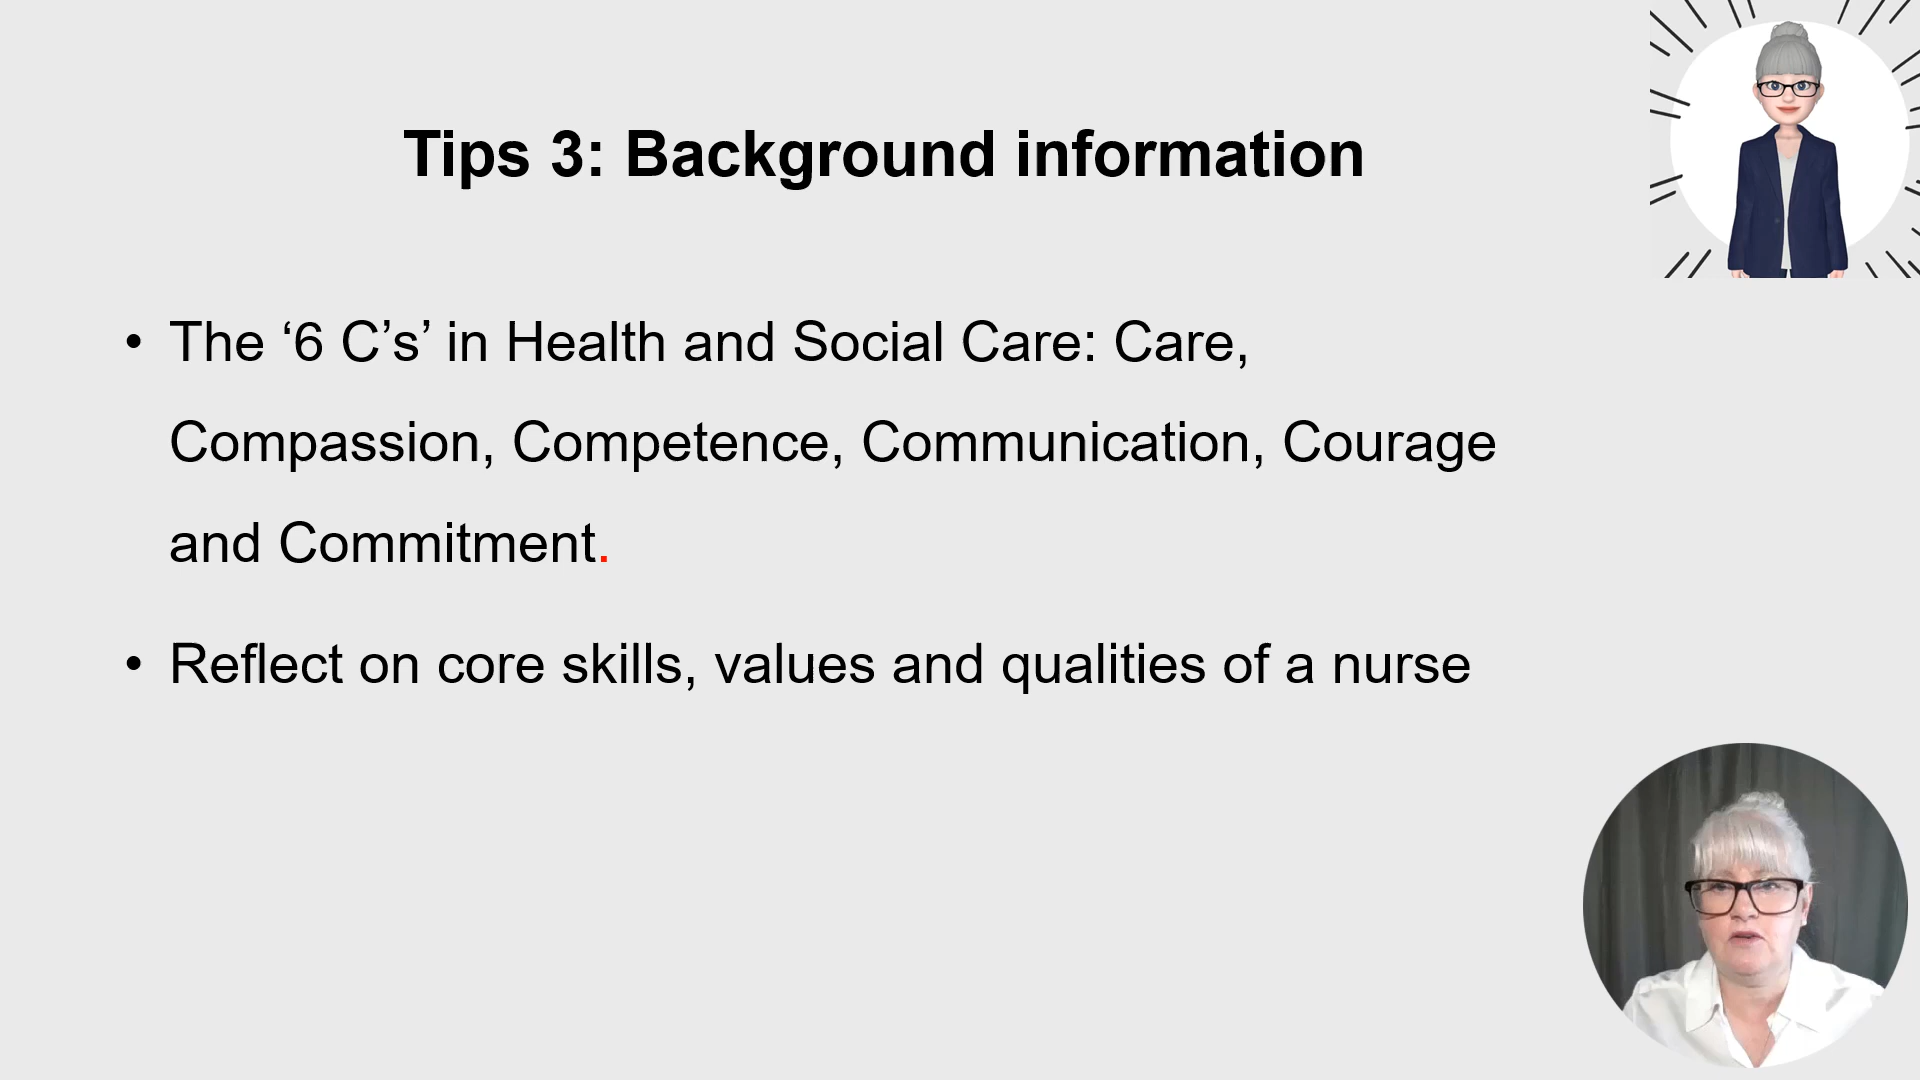 Tips 3: Background information
• The ‘6 C’s’ in Health and Social Care: Care,
Compassion, Competence, Communication, Courage
and Commitment.
• Reflect on core skills, values and qualities of a nurse